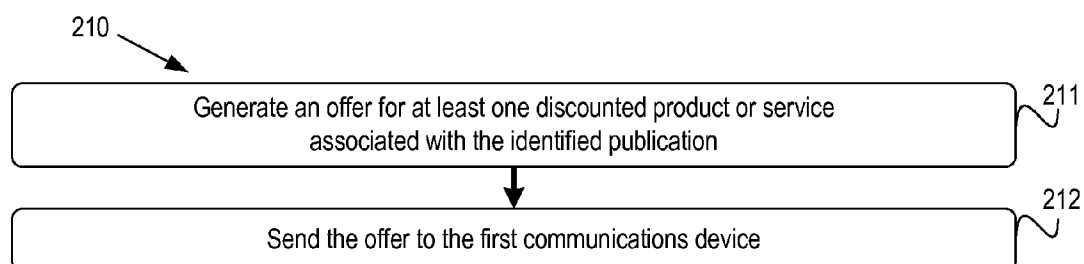 210
Generate an offer for at least one discounted product or service
associated with the identified publication
211
212
Send the offer to the first communications device